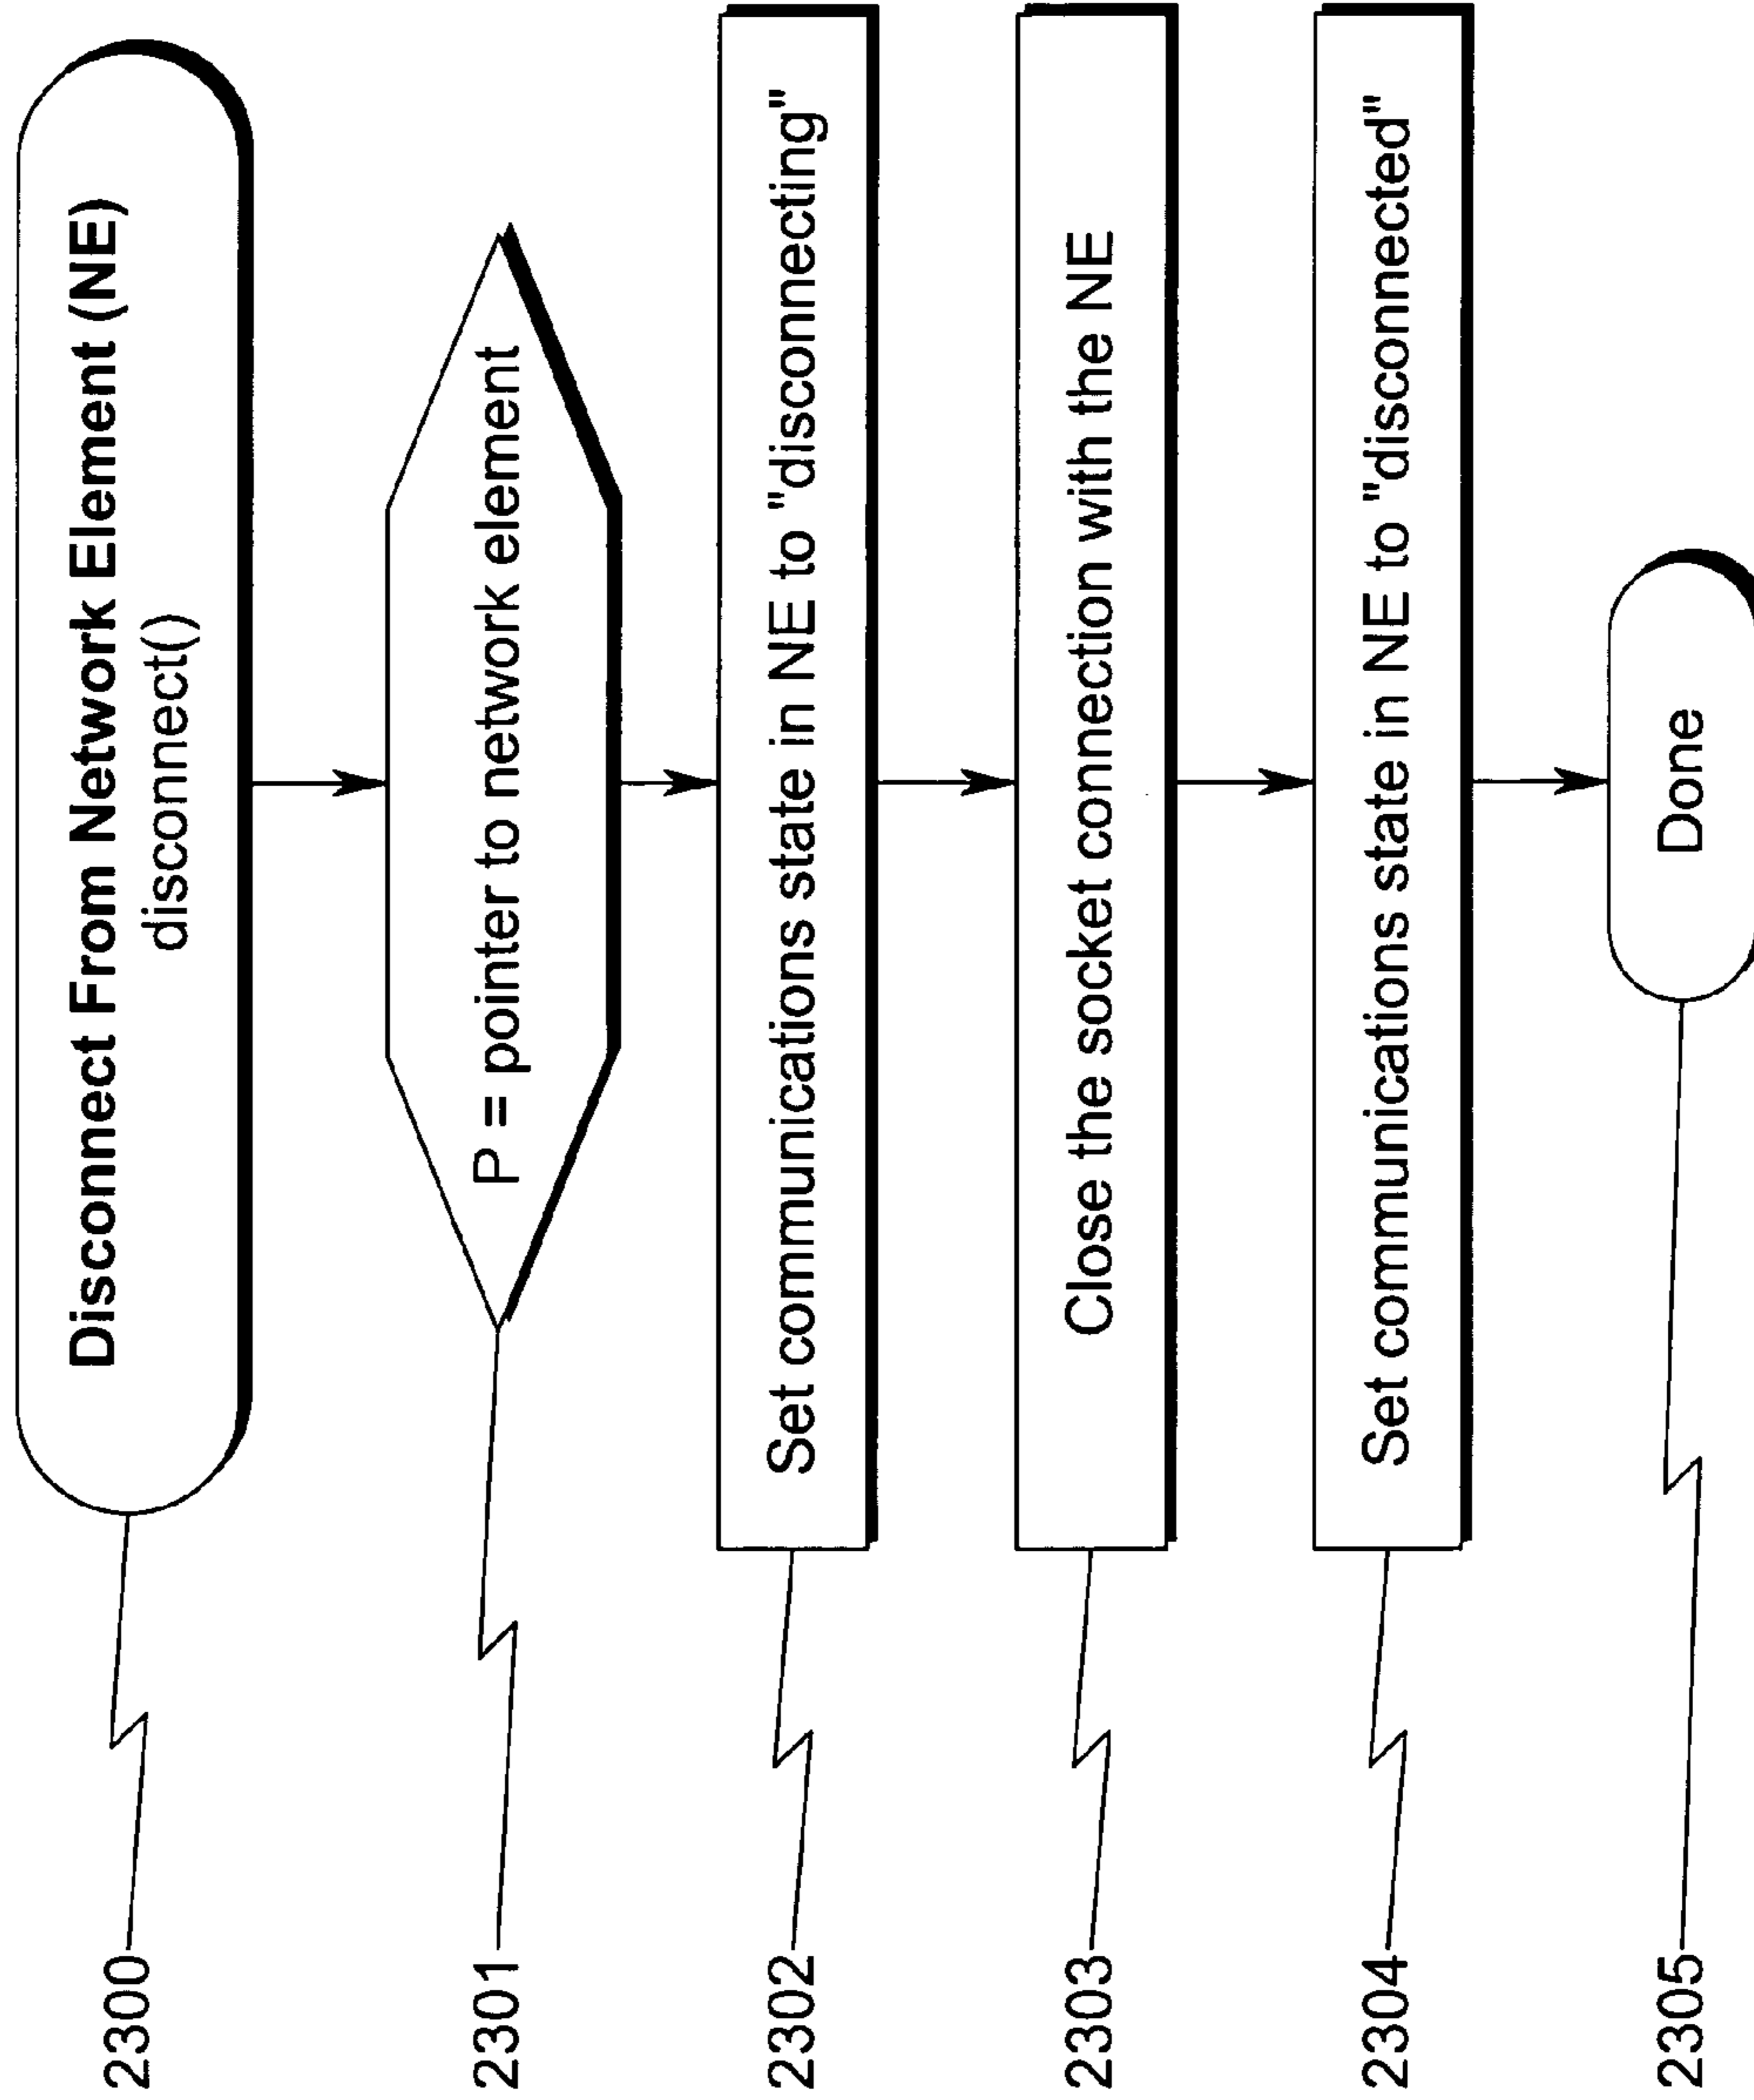 2300
Disconnect From Network Element (NE)
disconnect()
2301
P = pointer to network element
2302
Set communications state in NE to "disconnecting"
2303
Close the socket connection with the NE
2304
Set communications state in NE to "disconnected"
2305
Done